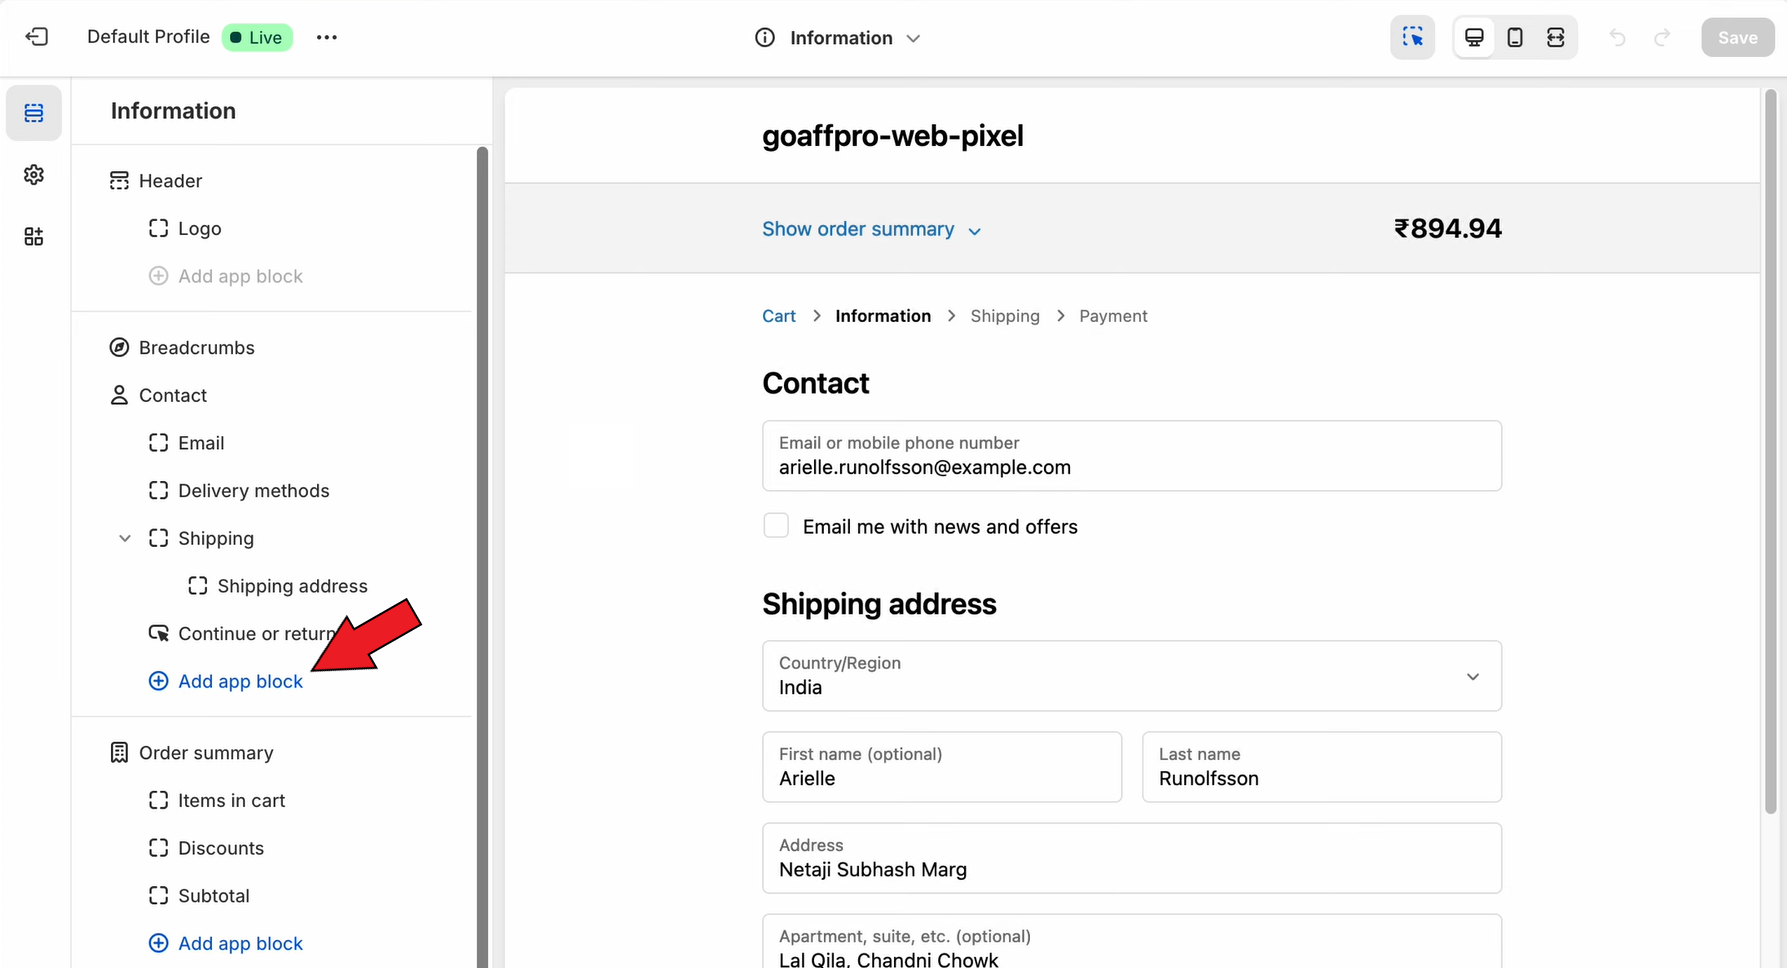 Default Profile
Live
Information
Save
Information
Header
Logo
Add app block
Breadcrumbs
Contact
Email
Delivery methods
Shipping
Shipping address
Continue or return
Add app block
Order summary
Items in cart
Discounts
Subtotal
Add app block
goaffpro-web-pixel
Show order summary
₹894.94
Cart > Information > Shipping > Payment
Contact
Email or mobile phone number
arielle.runolfsson@example.com
Email me with news and offers
Shipping address
Country/Region
India
First name (optional)
Arielle
Last name
Runolfsson
Address
Netaji Subhash Marg
Apartment, suite, etc. (optional)
Lal Qila, Chandni Chowk